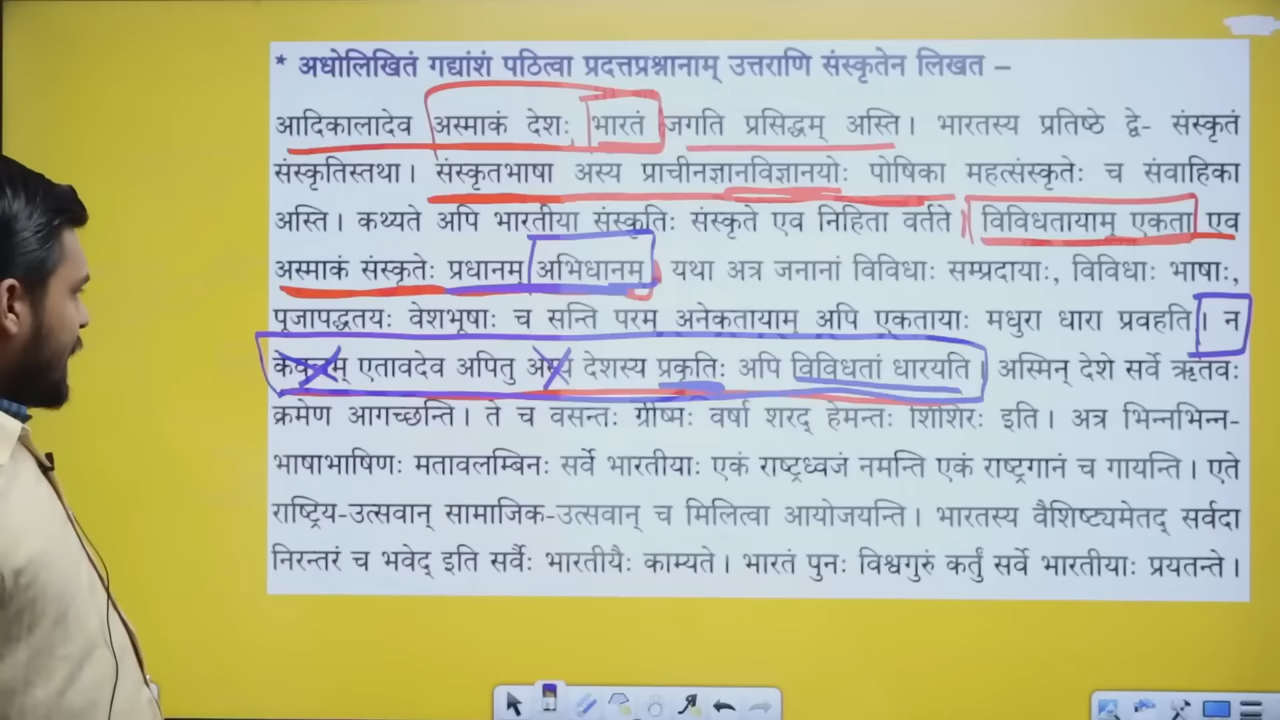 * अधोलिखितं गद्यांशं पठित्वा प्रदत्तप्रश्नानाम् उत्तराणि संस्कृतेन लिखत –
आदिकालादेव अस्माकं देशः भारतं जगति प्रसिद्धम् अस्ति। भारतस्य प्रतिष्ठे द्वे- संस्कृतं
संस्कृतिस्तथा। संस्कृतभाषा अस्य प्राचीनज्ञानविज्ञानयोः पोषिका महत्संस्कृतेः च संवाहिका
अस्ति। कथ्यते अपि भारतीया संस्कृतिः संस्कृते एव निहिता वर्तते। विविधतायाम् एकता एव
अस्माकं संस्कृतेः प्रधानम् अभिधानम् यथा अत्र जनानां विविधाः सम्प्रदायाः, विविधाः भाषाः,
पूजापद्धतयः वेशभूषाः च सन्ति परम् अनेकतायाम् अपि एकतायाः मधुरा धारा प्रवहति। न
केवलम् एतावदेव अपितु अस्य देशस्य प्रकृतिः अपि विविधतां धारयति। अस्मिन् देशे सर्वे ऋतवः
क्रमेण आगच्छन्ति। ते च वसन्तः ग्रीष्मः वर्षा शरद् हेमन्तः शिशिरः इति। अत्र भिन्नभिन्न-
भाषाभाषिणः मतावलम्बिनः सर्वे भारतीयाः एकं राष्ट्रध्वजं नमन्ति एकं राष्ट्रगानं च गायन्ति। एते
राष्ट्रिय-उत्सवान् सामाजिक-उत्सवान् च मिलित्वा आयोजयन्ति। भारतस्य वैशिष्ट्यमेतद् सर्वदा
निरन्तरं च भवेद् इति सर्वैः भारतीयैः काम्यते। भारतं पुनः विश्वगुरुं कर्तुं सर्वे भारतीयाः प्रयतन्ते।